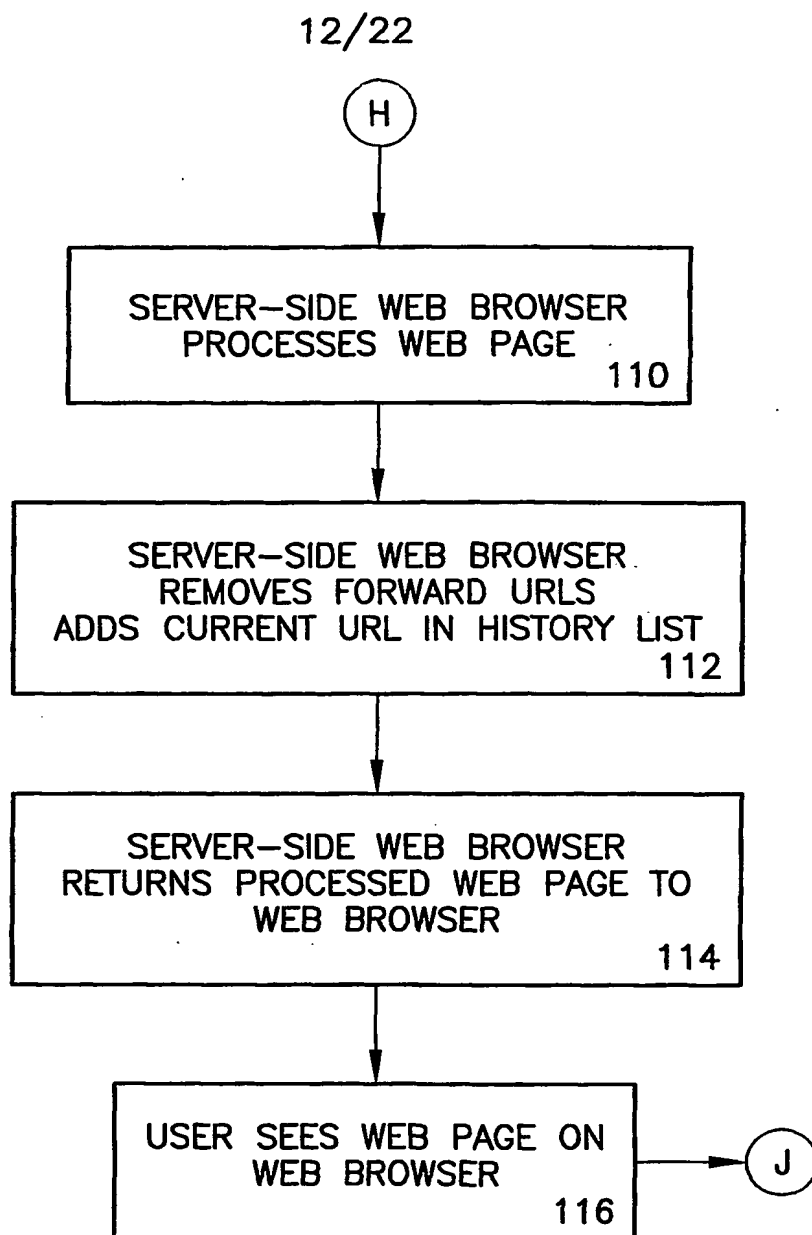 12/22
H
SERVER-SIDE WEB BROWSER
PROCESSES WEB PAGE
110
SERVER-SIDE WEB BROWSER
REMOVES FORWARD URLS
ADDS CURRENT URL IN HISTORY LIST
112
SERVER-SIDE WEB BROWSER
RETURNS PROCESSED WEB PAGE TO
WEB BROWSER
114
USER SEES WEB PAGE ON
WEB BROWSER
116
J